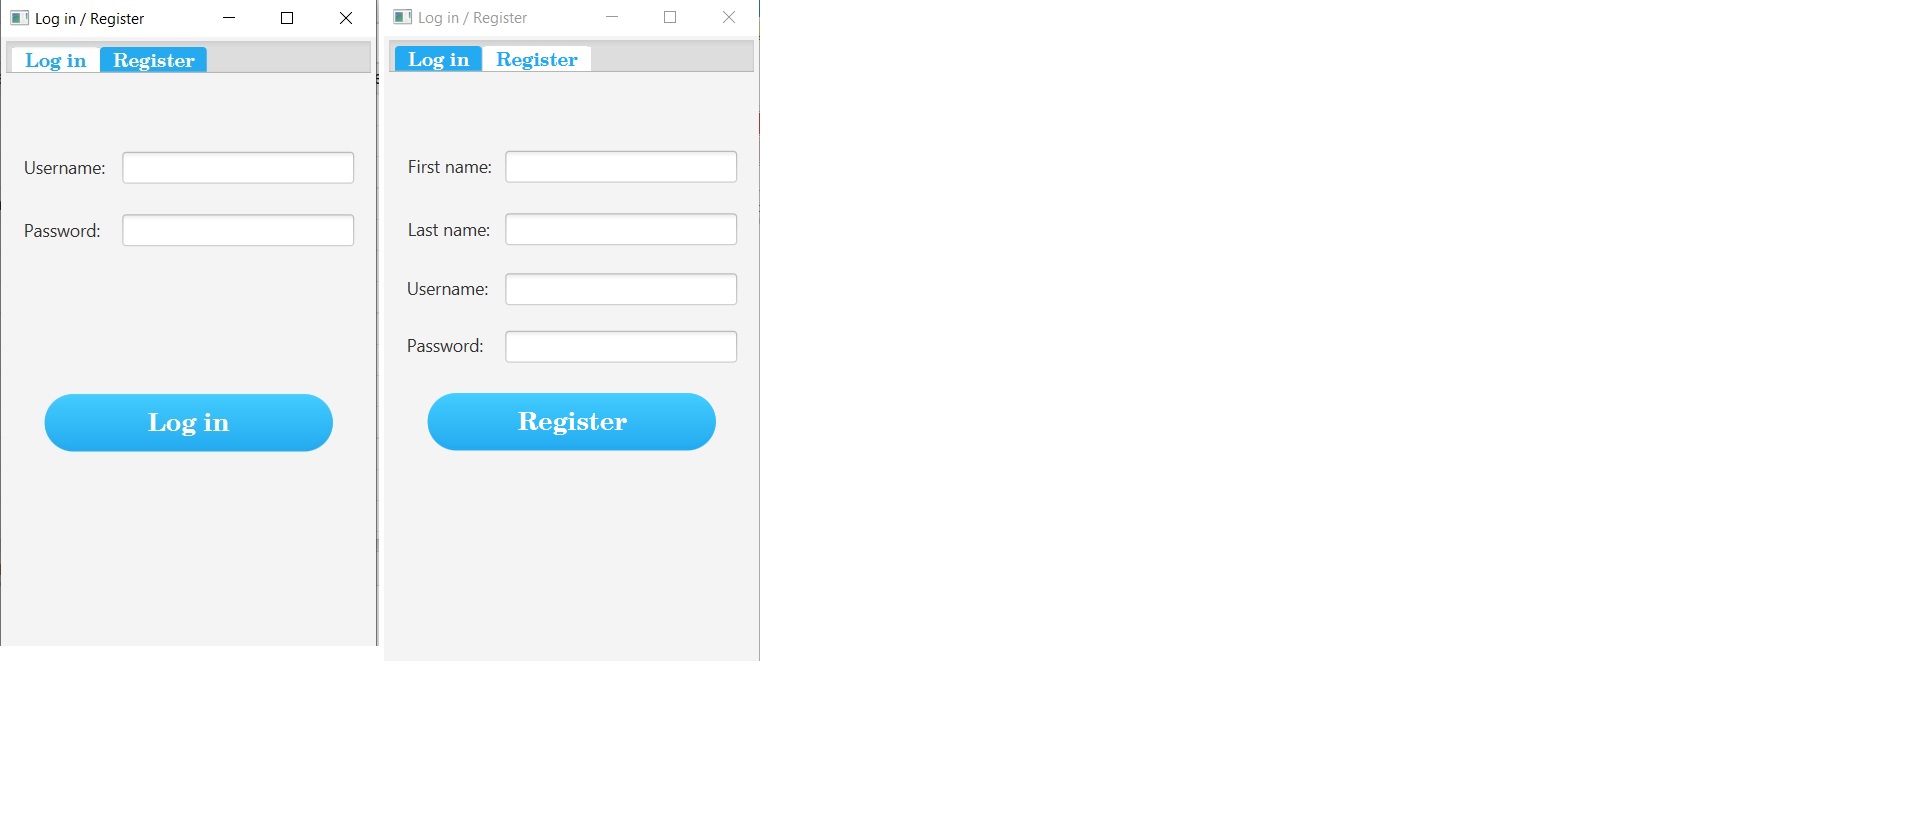 Log in / Register
Log in Register
Username:
Password:
Log in
Log in / Register
Log in Register
First name:
Last name:
Username:
Password:
Register